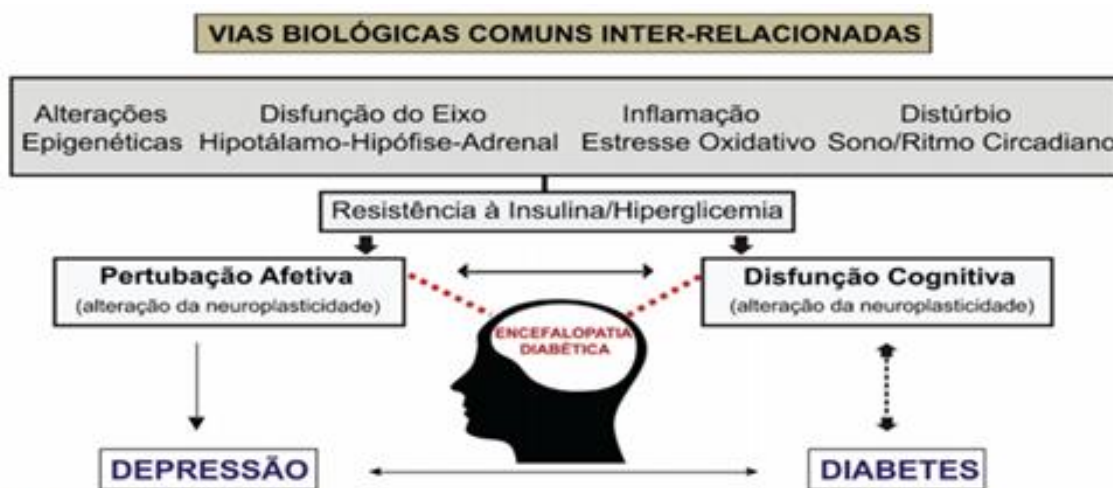 VIAS BIOLÓGICAS COMUNS INTER-RELACIONADAS
Alterações
Epigenéticas
Disfunção do Eixo
Hipotálamo-Hipófise-Adrenal
Inflamação
Estresse Oxidativo
Distúrbio
Sono/Ritmo Circadiano
Resistência à Insulina/Hiperglicemia
Pertubação Afetiva
(alteração da neuroplasticidade)
Disfunção Cognitiva
(alteração da neuroplasticidade)
ENCEFALOPATIA
DIABÉTICA
DEPRESSÃO
DIABETES